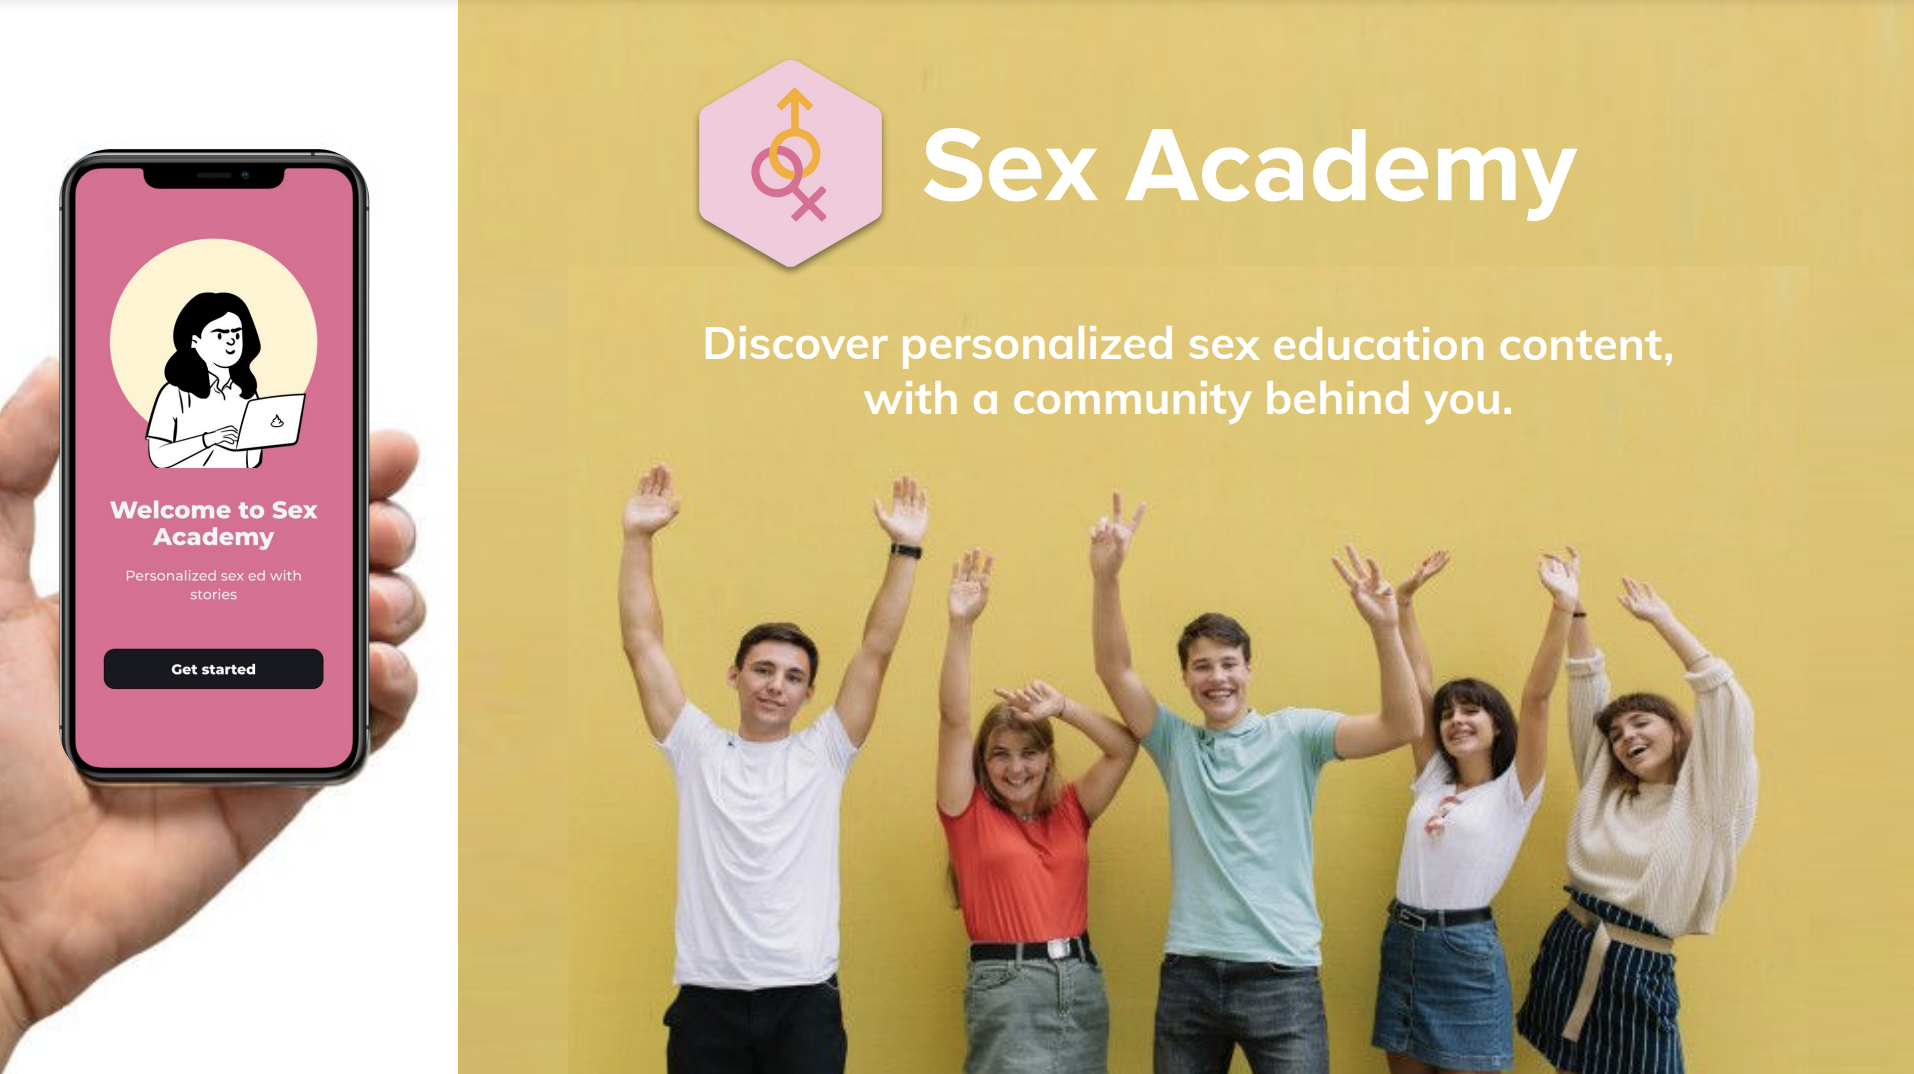 Welcome to Sex
Academy
Personalized sex ed with
stories
Get started
Sex Academy
Discover personalized sex education content,
with a community behind you.